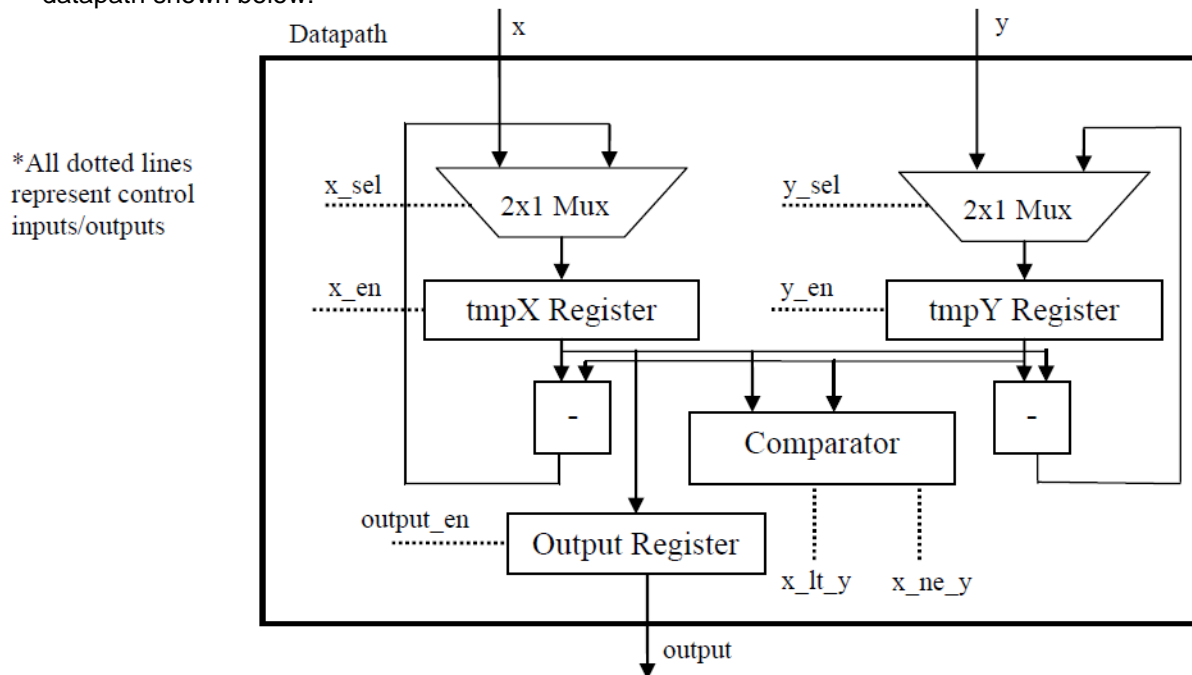 datapath shown below.
Datapath
x
y
*All dotted lines
represent control
inputs/outputs
x_sel
2x1 Mux
y_sel
2x1 Mux
x_en
tmpX Register
y_en
tmpY Register
-
Comparator
-
output_en
Output Register
x_lt_y
x_ne_y
output